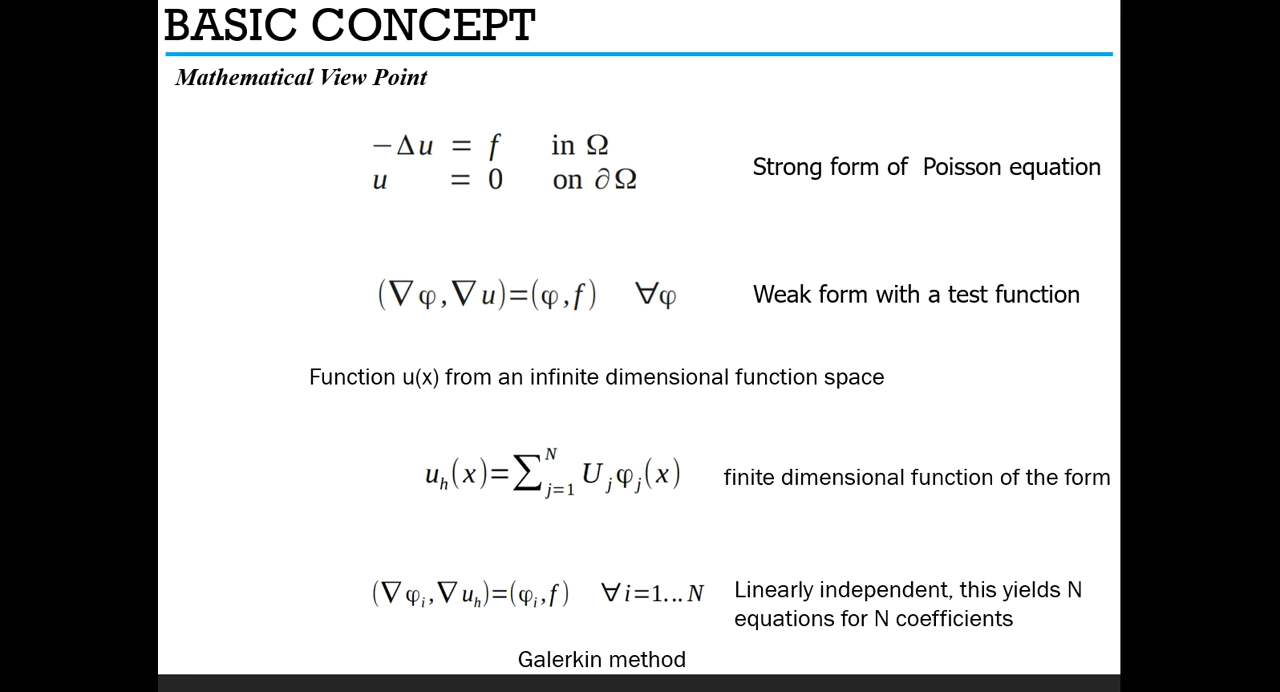 BASIC CONCEPT
Mathematical View Point
−Δu = f in Ω
u = 0 on ∂Ω
Strong form of Poisson equation
(∇φ,∇u)=(φ,f) ∀φ
Weak form with a test function
Function u(x) from an infinite dimensional function space
u_h(x)=∑_{j=1}^{N} U_j φ_j(x)
finite dimensional function of the form
(∇φ_i,∇u_h)=(φ_i,f) ∀i=1...N
Linearly independent, this yields N
equations for N coefficients
Galerkin method